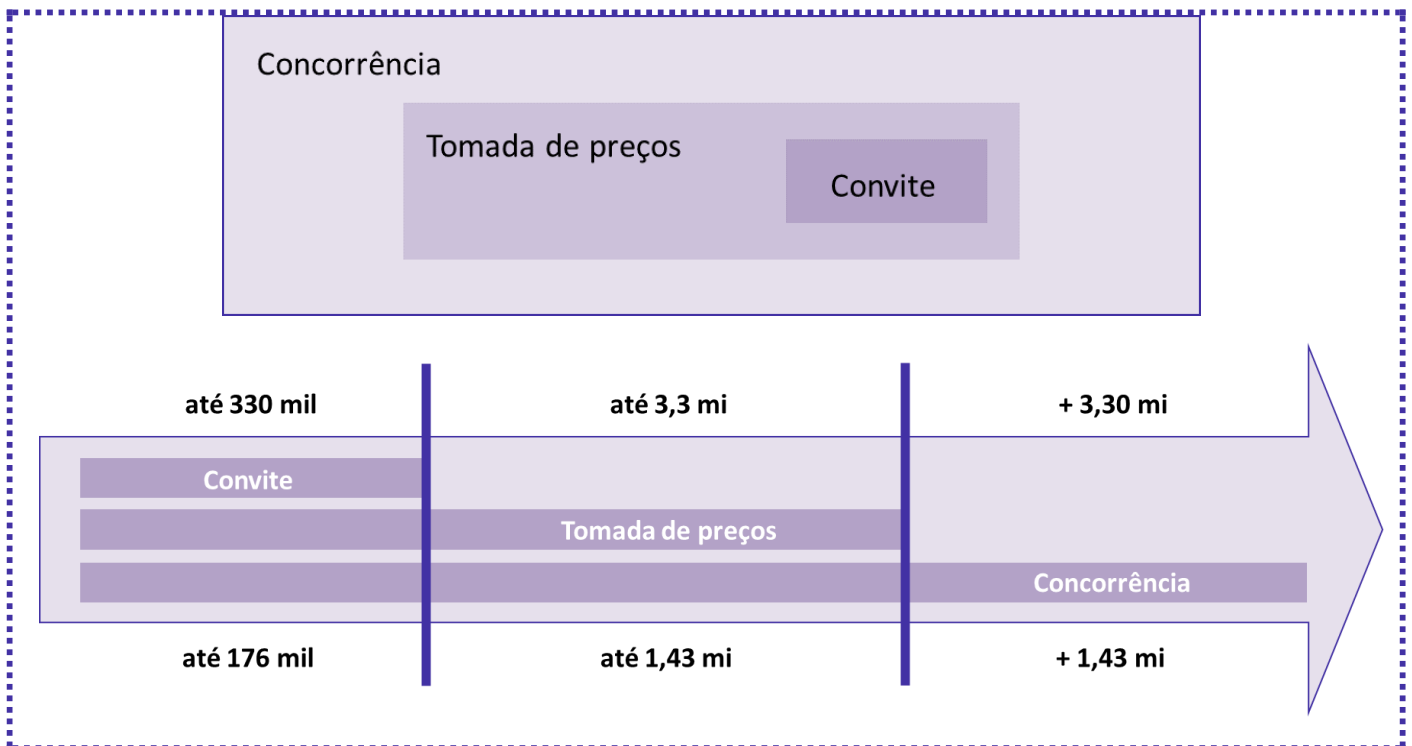 Concorrência
Tomada de preços
Convite
até 330 mil
até 3,3 mi
+ 3,30 mi
Convite
Tomada de preços
Concorrência
até 176 mil
até 1,43 mi
+ 1,43 mi